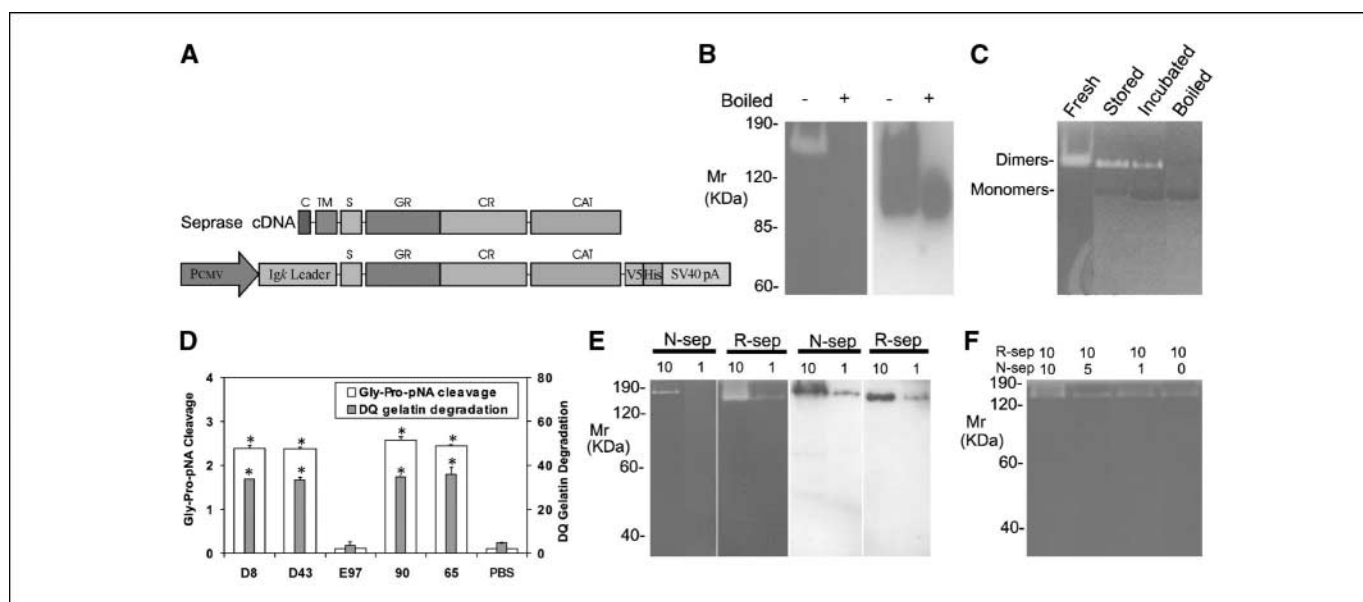 A
C TM S GR CR CAT
Seprase cDNA
S GR CR CAT
PCMV Igk Leader V5 His SV40 pA
B
Boiled - + - +
190-
Mr 120-
(KDa)
85-
60-
C
Fresh Stored Incubated Boiled
Dimers-
Monomers-
D
Gly-Pro-pNA cleavage
DQ gelatin degradation
Gly-Pro-pNA Cleavage
4
3
2
1
0
* * * *
* * * *
DQ Gelatin Degradation
80
60
40
20
0
D8 D43 E97 90 65 PBS
E
N-sep R-sep N-sep R-sep
10 1 10 1 10 1 10 1
190-
120-
Mr
(KDa)
60-
40-
F
R-sep 10 10 10 10
N-sep 10 5 1 0
190-
120-
Mr
(KDa)
60-
40-